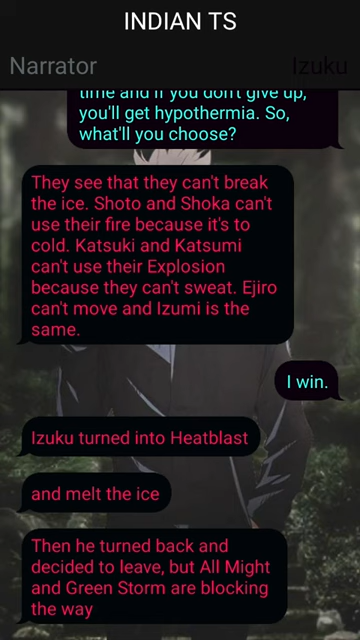 INDIAN TS
Narrator
Izuku
time and if you don't give up,
you'll get hypothermia. So,
what'll you choose?
They see that they can't break
the ice. Shoto and Shoka can't
use their fire because it's to
cold. Katsuki and Katsumi
can't use their Explosion
because they can't sweat. Ejiro
can't move and Izumi is the
same.
I win.
Izuku turned into Heatblast
and melt the ice
Then he turned back and
decided to leave, but All Might
and Green Storm are blocking
the way